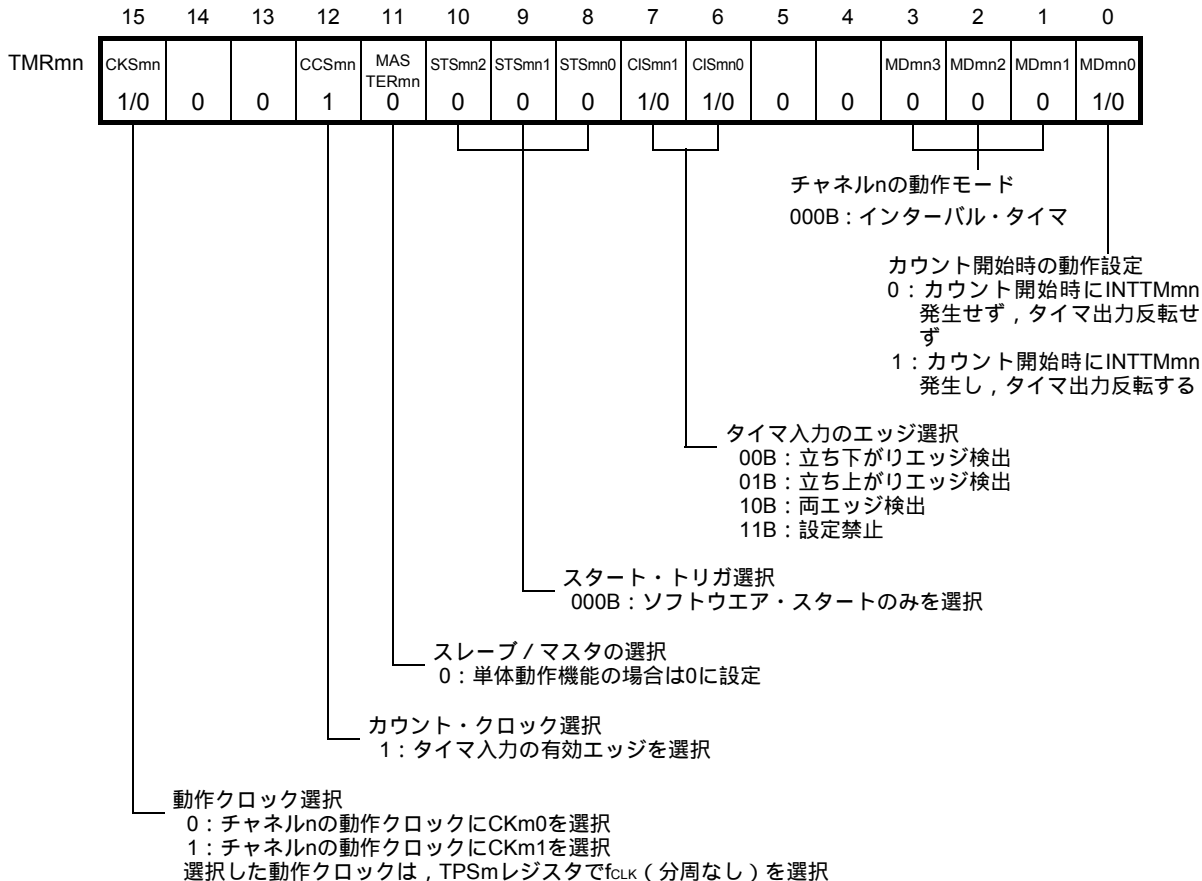 15 14 13 12 11 10 9 8 7 6 5 4 3 2 1 0
TMRmn CKSmn CCSmn MAS TERmn STSmn2 STSmn1 STSmn0 CISmn1 CISmn0 MDmn3 MDmn2 MDmn1 MDmn0
1/0 0 0 1 0 0 0 0 1/0 1/0 0 0 0 0 0 1/0
チャネルnの動作モード
000B：インターバル・タイマ
カウント開始時の動作設定
0：カウント開始時にINTTMmn
発生せず，タイマ出力反転せ
ず
1：カウント開始時にINTTMmn
発生し，タイマ出力反転する
タイマ入力のエッジ選択
00B：立ち下がりエッジ検出
01B：立ち上がりエッジ検出
10B：両エッジ検出
11B：設定禁止
スタート・トリガ選択
000B：ソフトウエア・スタートのみを選択
スレーブ／マスタの選択
0：単体動作機能の場合は0に設定
カウント・クロック選択
1：タイマ入力の有効エッジを選択
動作クロック選択
0：チャネルnの動作クロックにCKm0を選択
1：チャネルnの動作クロックにCKm1を選択
選択した動作クロックは，TPSmレジスタでfCLK（分周なし）を選択